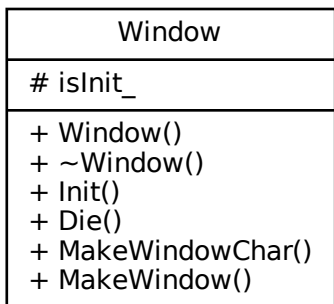 Window
# isInit_
+ Window()
+ ~Window()
+ Init()
+ Die()
+ MakeWindowChar()
+ MakeWindow()